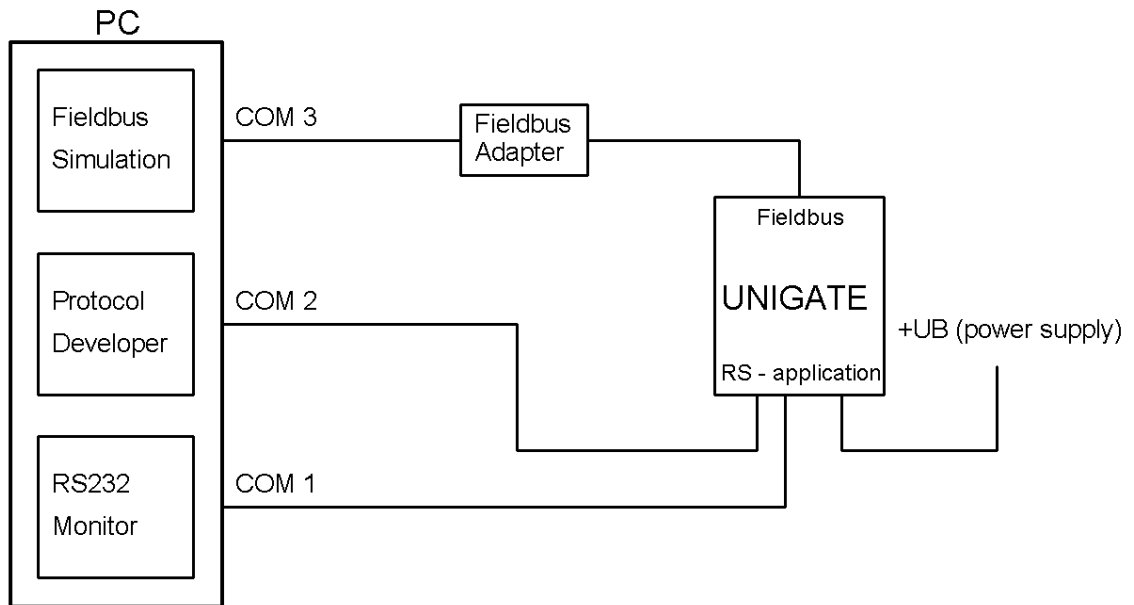 PC
Fieldbus
Simulation
COM 3
Fieldbus
Adapter
Fieldbus
UNIGATE
RS - application
+UB (power supply)
Protocol
Developer
COM 2
RS232
Monitor
COM 1